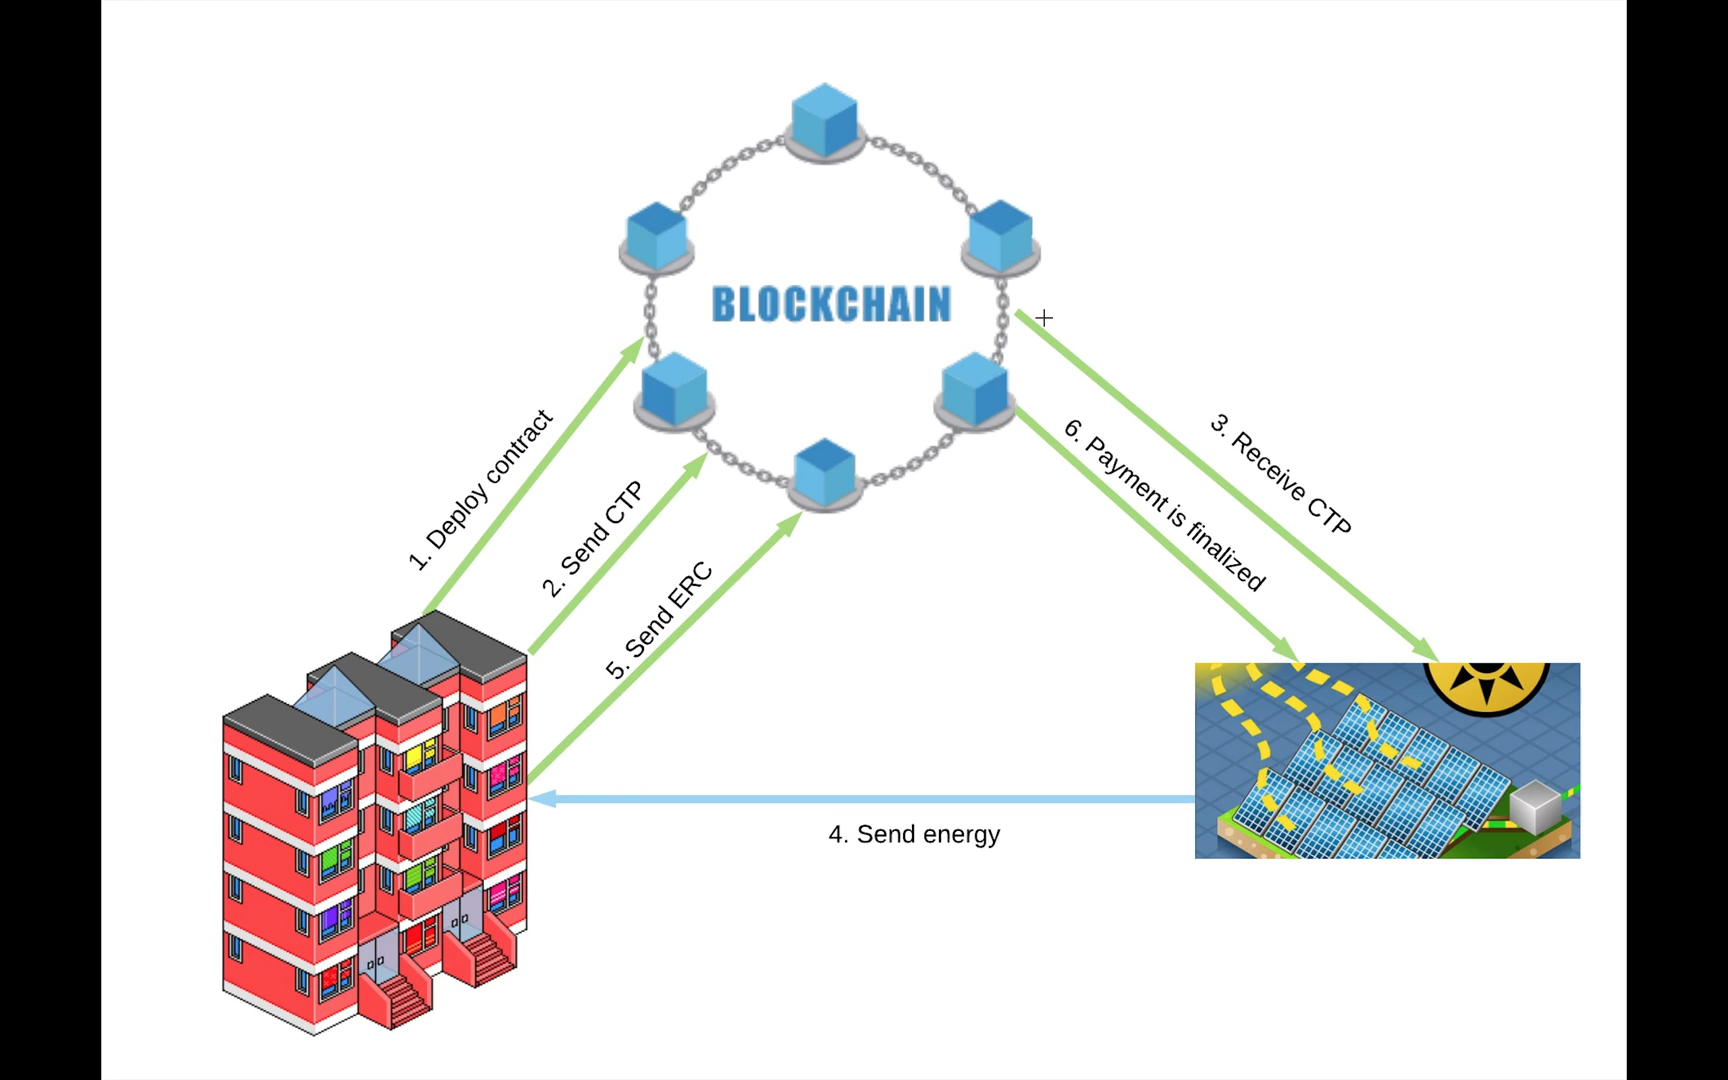 BLOCKCHAIN
1. Deploy contract
2. Send CTP
3. Receive CTP
4. Send energy
5. Send ERC
6. Payment is finalized